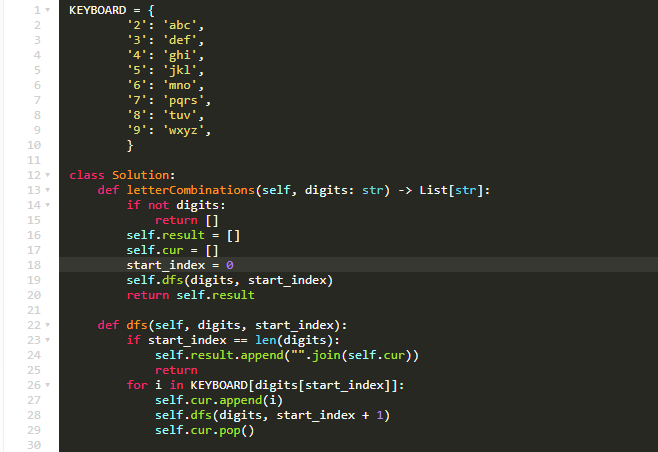 1 KEYBOARD = {
2         '2': 'abc',
3         '3': 'def',
4         '4': 'ghi',
5         '5': 'jkl',
6         '6': 'mno',
7         '7': 'pqrs',
8         '8': 'tuv',
9         '9': 'wxyz',
10         }
11
12 class Solution:
13     def letterCombinations(self, digits: str) -> List[str]:
14         if not digits:
15             return []
16         self.result = []
17         self.cur = []
18         start_index = 0
19         self.dfs(digits, start_index)
20         return self.result
21
22     def dfs(self, digits, start_index):
23         if start_index == len(digits):
24             self.result.append("".join(self.cur))
25             return
26         for i in KEYBOARD[digits[start_index]]:
27             self.cur.append(i)
28             self.dfs(digits, start_index + 1)
29             self.cur.pop()
30